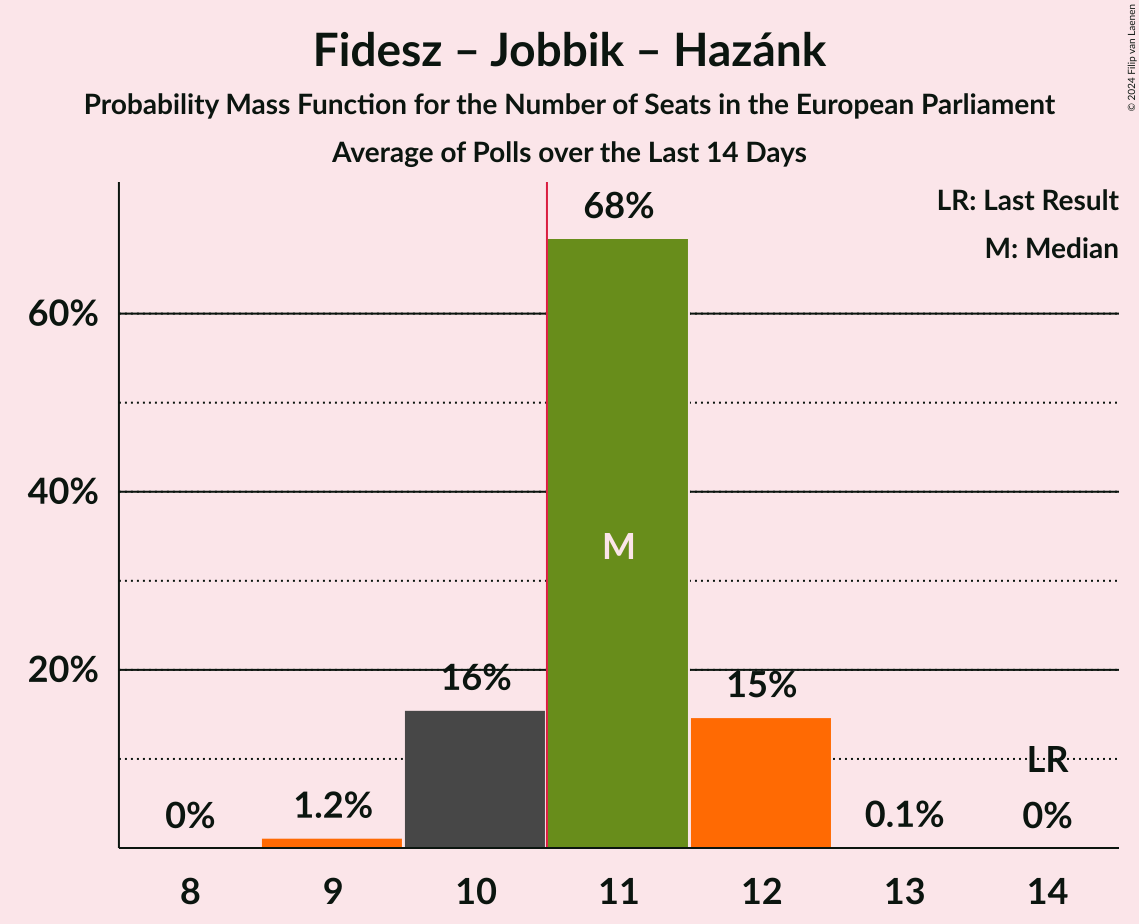 Fidesz – Jobbik – Hazánk
Probability Mass Function for the Number of Seats in the European Parliament
Average of Polls over the Last 14 Days
© 2024 Filip van Laenen
LR: Last Result
M: Median
68%
60%
40%
M
20%
16%
15%
LR
0%
1.2%
0.1%
0%
8 9 10 11 12 13 14